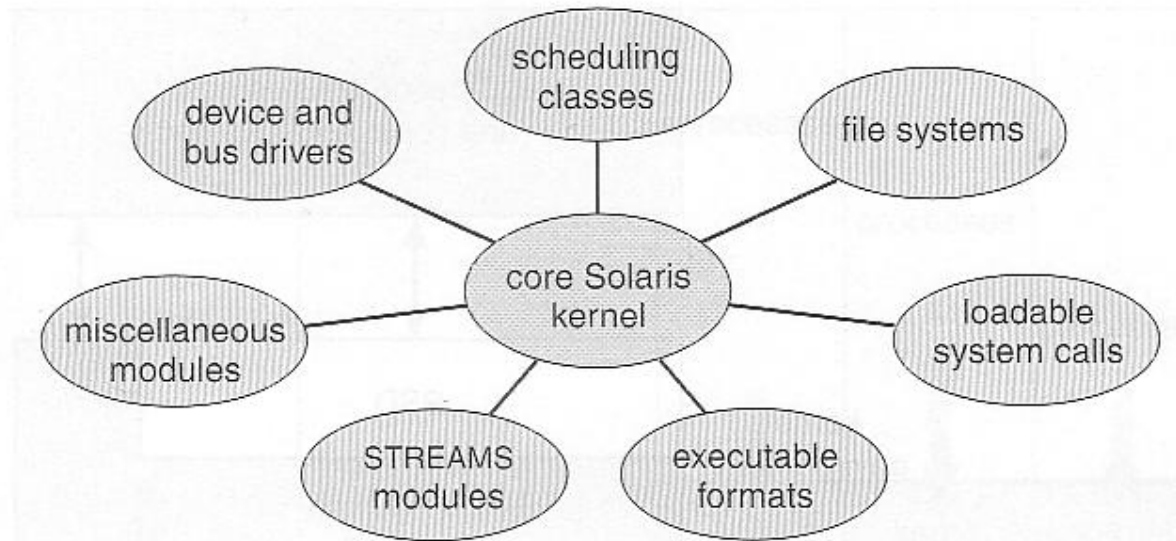 scheduling
classes
device and
bus drivers
file systems
core Solaris
kernel
miscellaneous
modules
loadable
system calls
STREAMS
modules
executable
formats